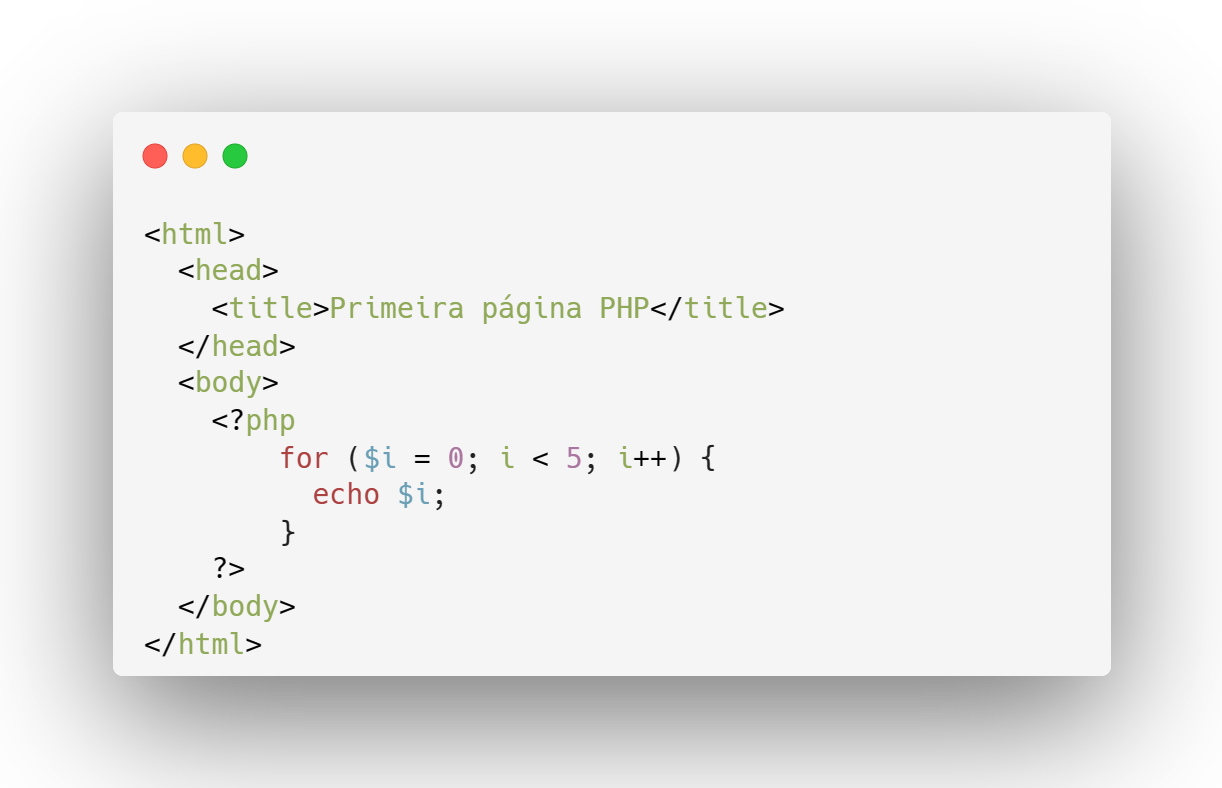 <html>
  <head>
    <title>Primeira página PHP</title>
  </head>
  <body>
    <?php
        for ($i = 0; i < 5; i++) {
          echo $i;
        }
    ?>
  </body>
</html>